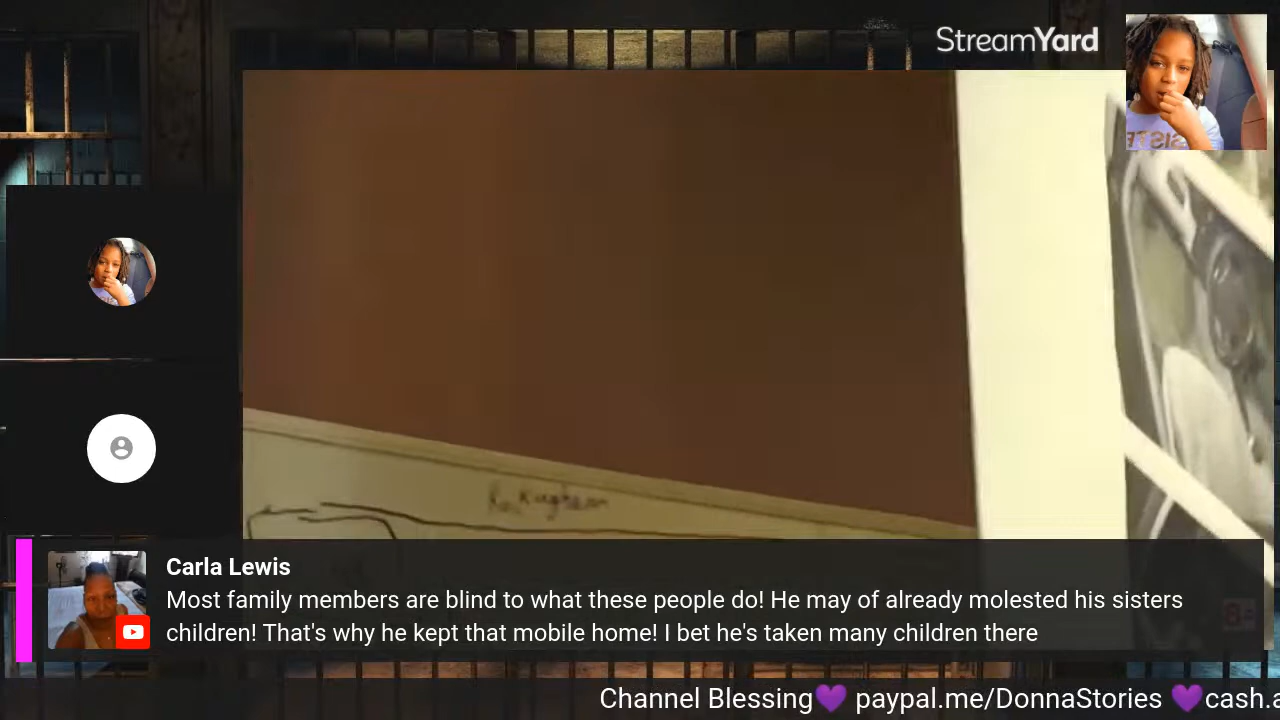 StreamYard
SISTER
Carla Lewis
Most family members are blind to what these people do! He may of already molested his sisters
children! That's why he kept that mobile home! I bet he's taken many children there
Channel Blessing💜 paypal.me/DonnaStories 💜cash.a